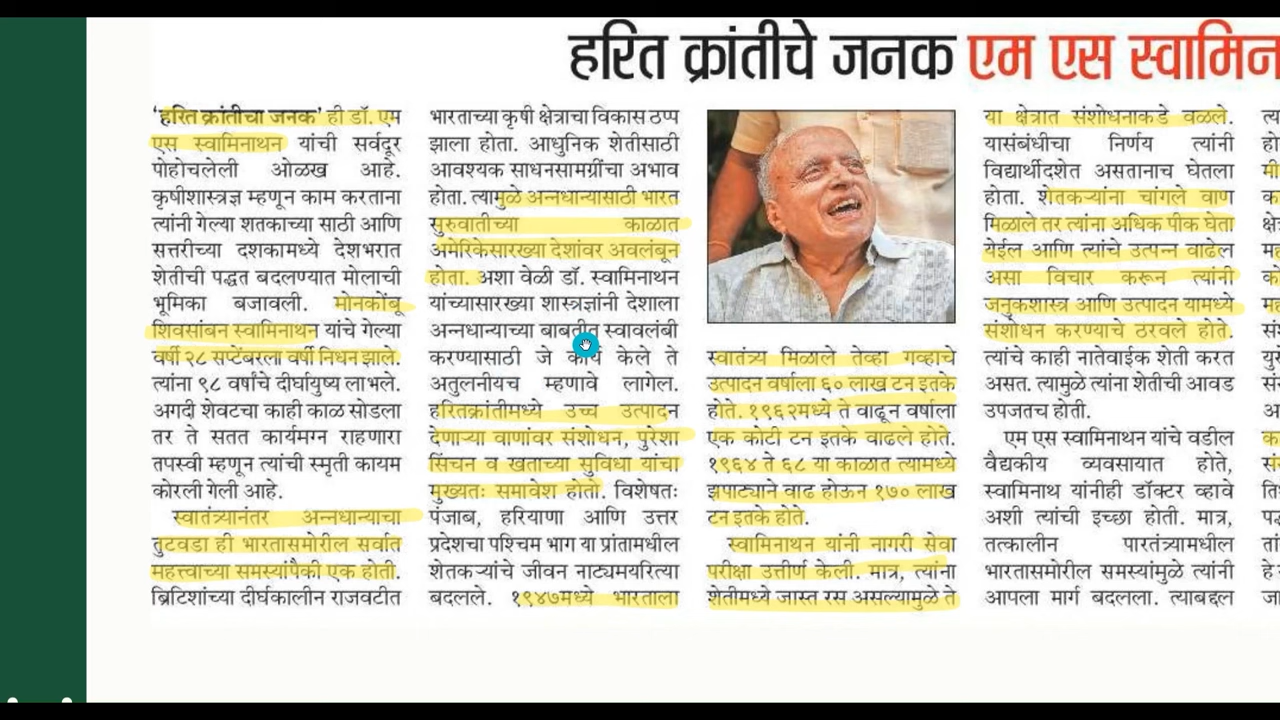 हरित क्रांतीचे जनक एम एस स्वामिन
'हरित क्रांतीचा जनक' ही डॉ. एम
एस स्वामिनाथन यांची सर्वदूर
पोहोचलेली ओळख आहे.
कृषीशास्त्रज्ञ म्हणून काम करताना
त्यांनी गेल्या शतकाच्या साठी आणि
सत्तरीच्या दशकामध्ये देशभरात
शेतीची पद्धत बदलण्यात मोलाची
भूमिका बजावली. मोनकोंबू
शिवसांबन स्वामिनाथन यांचे गेल्या
वर्षी २८ सप्टेंबरला वर्षी निधन झाले.
त्यांना ९८ वर्षांचे दीर्घायुष्य लाभले.
अगदी शेवटचा काही काळ सोडला
तर ते सतत कार्यमग्न राहणारा
तपस्वी म्हणून त्यांची स्मृती कायम
कोरली गेली आहे.
स्वातंत्र्यानंतर अन्नधान्याचा
तुटवडा ही भारतासमोरील सर्वात
महत्त्वाच्या समस्यांपैकी एक होती.
ब्रिटिशांच्या दीर्घकालीन राजवटीत
भारताच्या कृषी क्षेत्राचा विकास ठप्प
झाला होता. आधुनिक शेतीसाठी
आवश्यक साधनसामग्रींचा अभाव
होता. त्यामुळे अन्नधान्यासाठी भारत
सुरुवातीच्या काळात
अमेरिकेसारख्या देशांवर अवलंबून
होता. अशा वेळी डॉ. स्वामिनाथन
यांच्यासारख्या शास्त्रज्ञांनी देशाला
अन्नधान्याच्या बाबतीत स्वावलंबी
करण्यासाठी जे कार्य केले ते
अतुलनीयच म्हणावे लागेल.
हरितक्रांतीमध्ये उच्च उत्पादन
देणाऱ्या वाणांवर संशोधन, पुरेशा
सिंचन व खताच्या सुविधा यांचा
मुख्यतः समावेश होतो. विशेषतः
पंजाब, हरियाणा आणि उत्तर
प्रदेशचा पश्चिम भाग या प्रांतामधील
शेतकऱ्यांचे जीवन नाट्यमयरित्या
बदलले. १९४७मध्ये भारताला
स्वातंत्र्य मिळाले तेव्हा गव्हाचे
उत्पादन वर्षाला ६० लाख टन इतके
होते. १९६२मध्ये ते वाढून वर्षाला
एक कोटी टन इतके वाढले होते.
१९६४ ते ६८ या काळात त्यामध्ये
झपाट्याने वाढ होऊन १७० लाख
टन इतके होते.
स्वामिनाथन यांनी नागरी सेवा
परीक्षा उत्तीर्ण केली. मात्र, त्यांना
शेतीमध्ये जास्त रस असल्यामुळे ते
या क्षेत्रात संशोधनाकडे वळले.
यासंबंधीचा निर्णय त्यांनी
विद्यार्थीदशेत असतानाच घेतला
होता. शेतकऱ्यांना चांगले वाण
मिळाले तर त्यांना अधिक पीक घेता
येईल आणि त्यांचे उत्पन्न वाढेल
असा विचार करून त्यांनी
जनुकशास्त्र आणि उत्पादन यामध्ये
संशोधन करण्याचे ठरवले होते.
त्यांचे काही नातेवाईक शेती करत
असत. त्यामुळे त्यांना शेतीची आवड
उपजतच होती.
एम एस स्वामिनाथन यांचे वडील
वैद्यकीय व्यवसायात होते,
स्वामिनाथ यांनीही डॉक्टर व्हावे
अशी त्यांची इच्छा होती. मात्र,
तत्कालीन पारतंत्र्यामधील
भारतासमोरील समस्यांमुळे त्यांनी
आपला मार्ग बदलला. त्याबद्दल